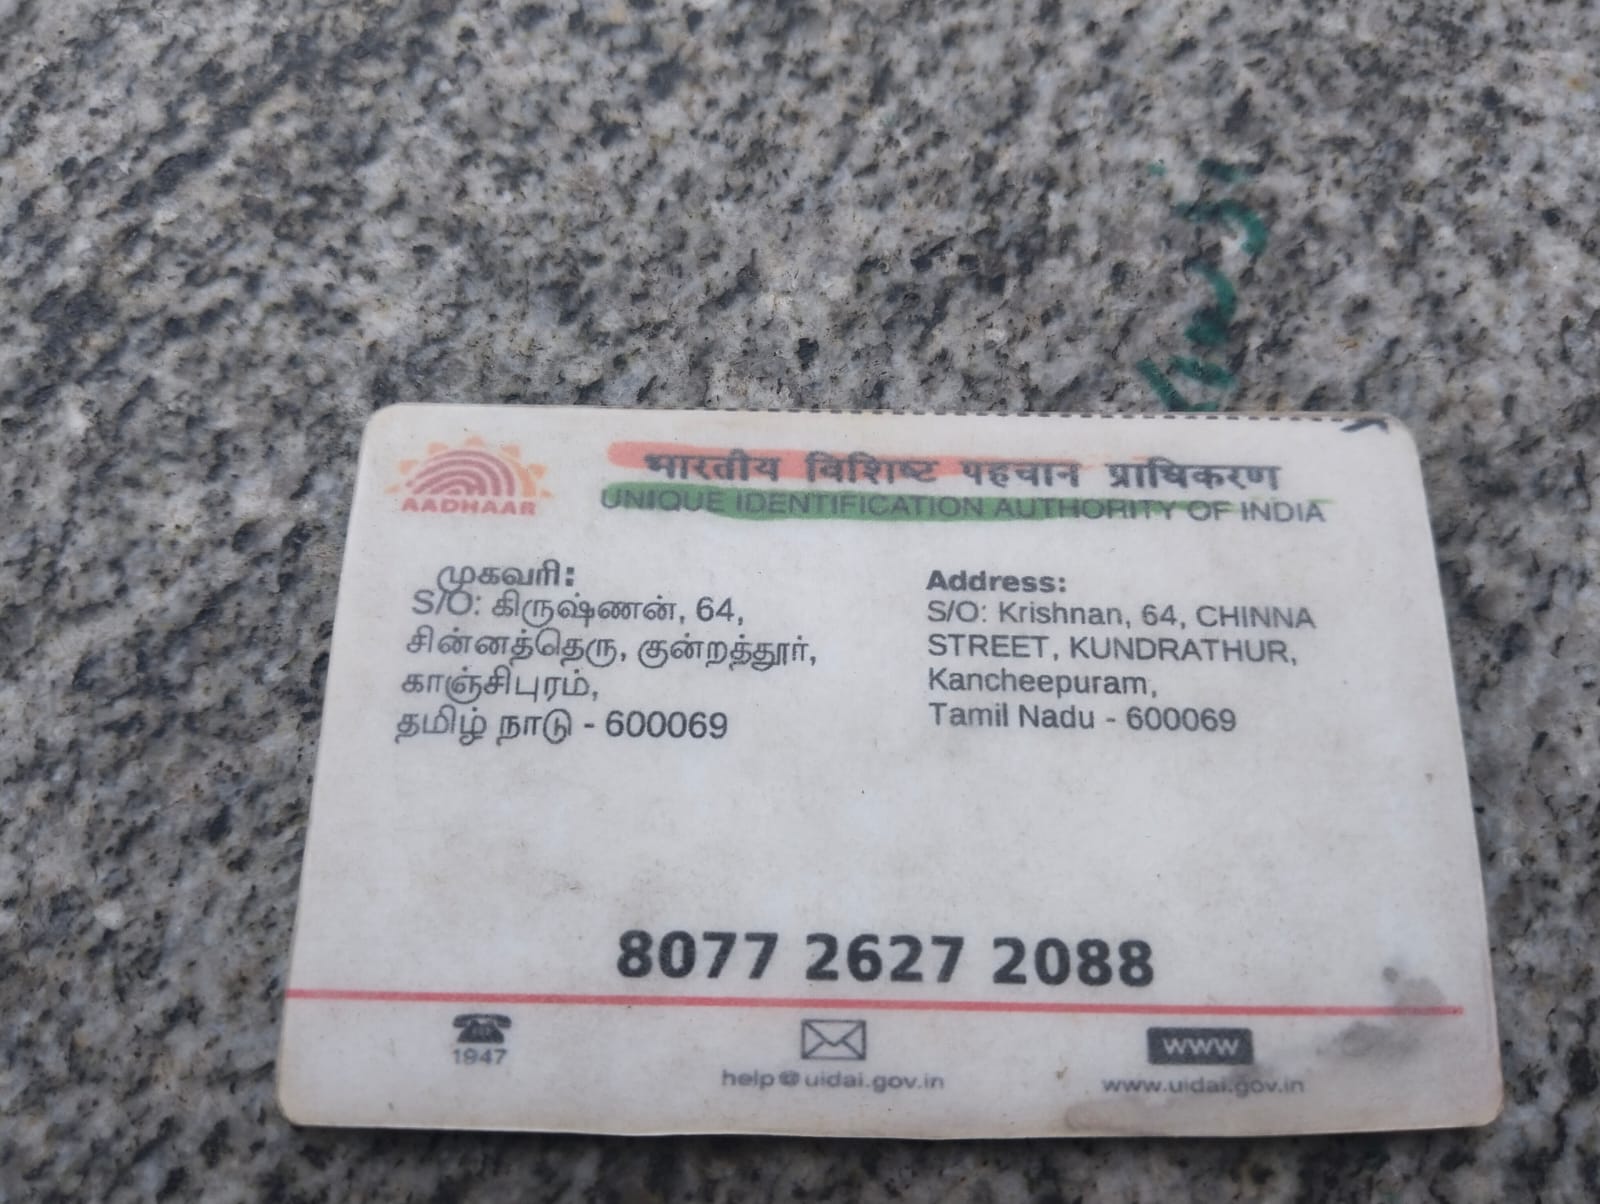 AADHAAR
भारतीय विशिष्ट पहचान प्राधिकरण
UNIQUE IDENTIFICATION AUTHORITY OF INDIA
முகவரி:
S/O: கிருஷ்ணன், 64,
சின்னத்தெரு, குன்றத்தூர்,
காஞ்சிபுரம்,
தமிழ் நாடு - 600069
Address:
S/O: Krishnan, 64, CHINNA
STREET, KUNDRATHUR,
Kancheepuram,
Tamil Nadu - 600069
8077 2627 2088
1947
help@uidai.gov.in
www
www.uidai.gov.in